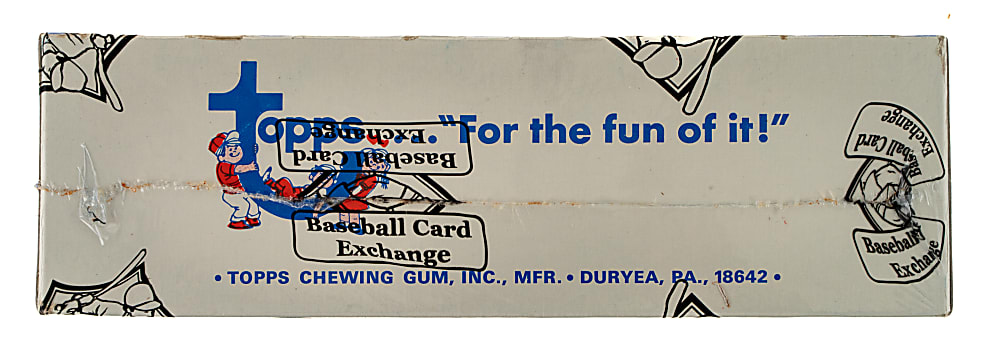 topps.... "For the fun of it!"
Baseball Card
Exchange
Baseball Card
Exchange
Baseball Card
Exchange
Baseball
Exchange
• TOPPS CHEWING GUM, INC., MFR. • DURYEA, PA., 18642 •